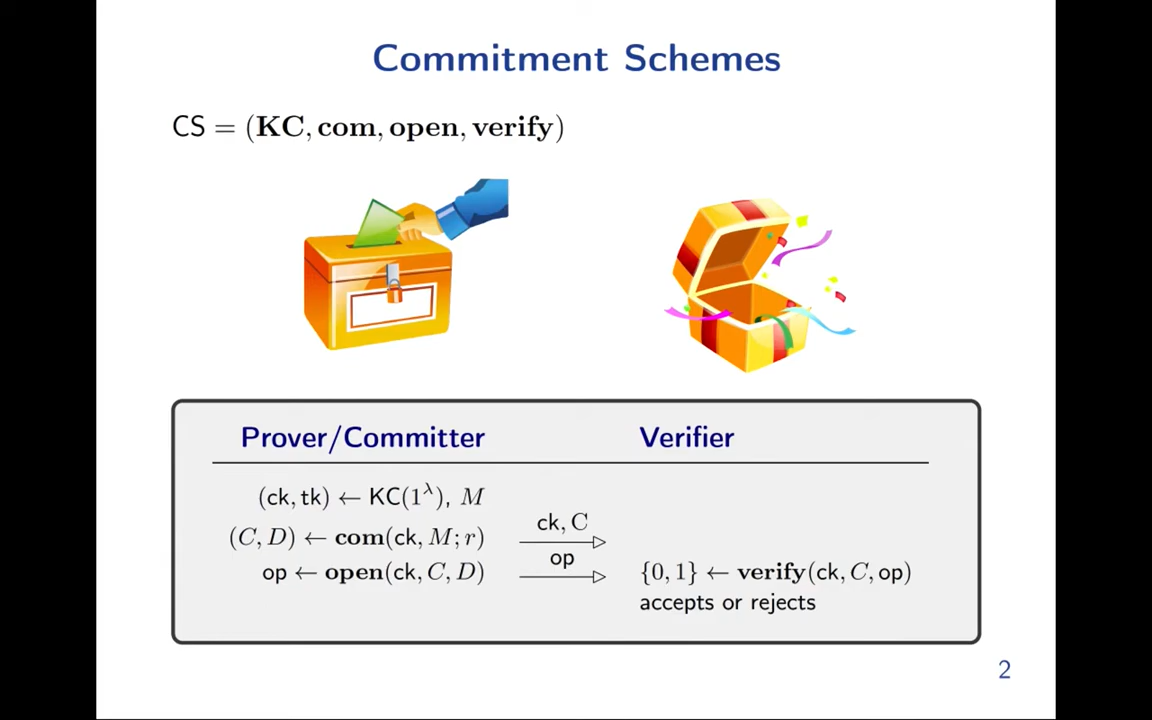 Commitment Schemes
CS = (KC, com, open, verify)
Prover/Committer Verifier
(ck, tk) ← KC(1^λ), M
ck, C
(C, D) ← com(ck, M; r)
op
op ← open(ck, C, D) {0, 1} ← verify(ck, C, op)
accepts or rejects
2